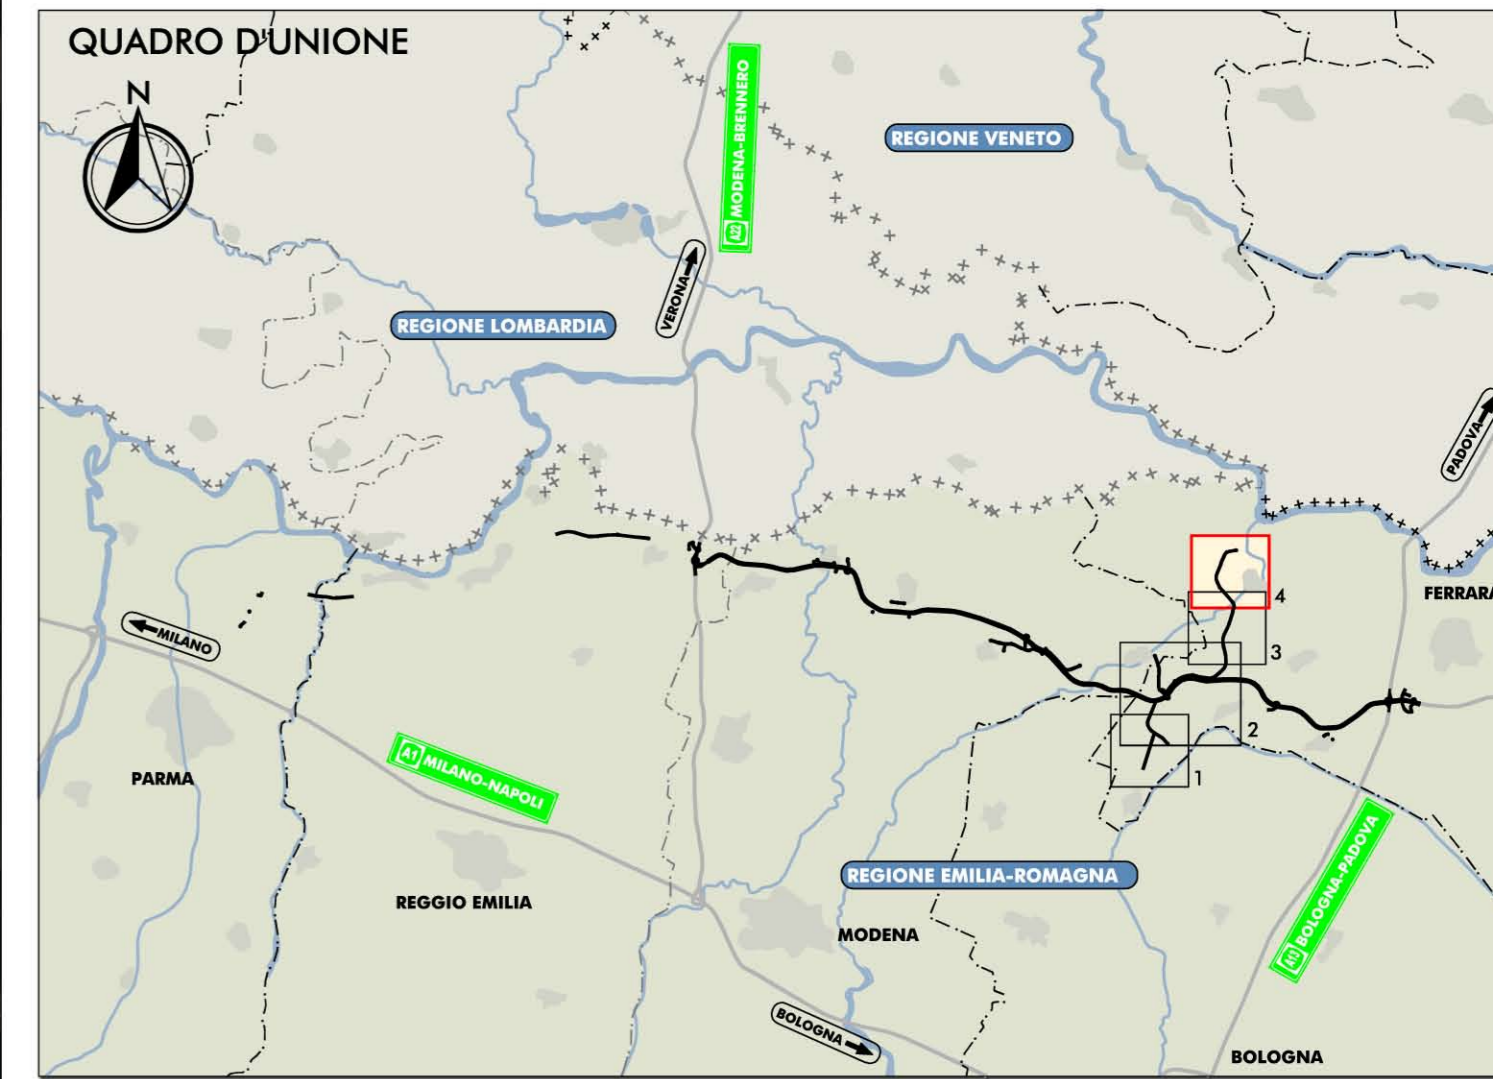 QUADRO D'UNIONE
N
A22 MODENA-BRENNERO
REGIONE VENETO
VERONA
REGIONE LOMBARDIA
PADOVA
4
FERRARA
MILANO
3
2
PARMA
A1 MILANO-NAPOLI
1
REGIONE EMILIA-ROMAGNA
A13 BOLOGNA-PADOVA
REGGIO EMILIA
MODENA
BOLOGNA
BOLOGNA